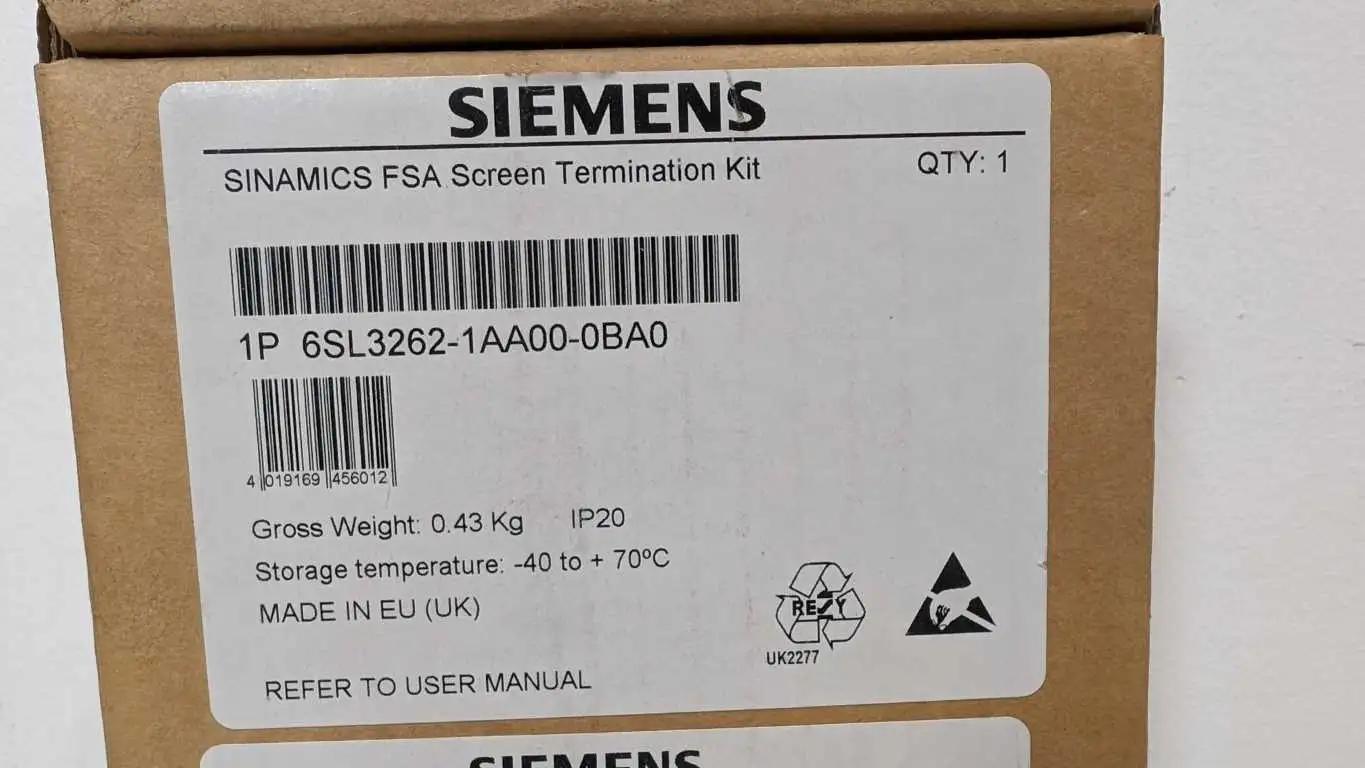 SIEMENS
SINAMICS FSA Screen Termination Kit QTY: 1
1P 6SL3262-1AA00-0BA0
4 019169 456012
Gross Weight: 0.43 Kg IP20
Storage temperature: -40 to + 70ºC
MADE IN EU (UK)
RESY
UK2277
REFER TO USER MANUAL
SIEMENS